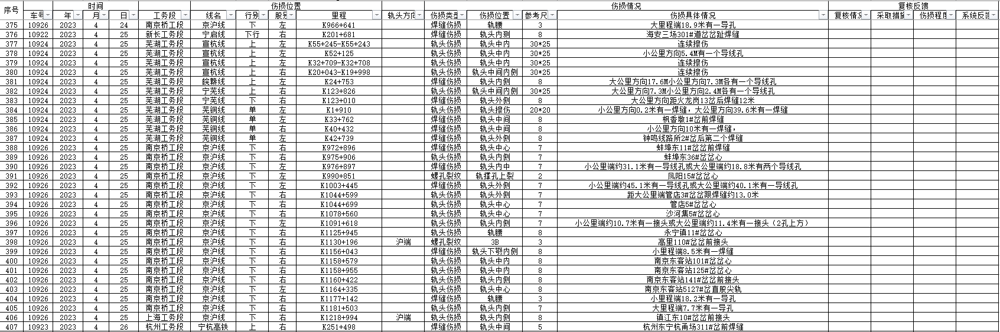 序号 时间 伤损位置 伤损情况 复核反馈
车号 年 月 日 工务段 线名 行别 股别 里程 轨头方向 伤损类型 伤损位置 参考尺 伤损具体情况 复核情况 采取措施 伤损程度 系统反馈
375 10926 2023 4 24 南京桥工段 京沪线 下 左 K966+641 焊缝伤损 轨腰 3 大里程端18.9米有一导孔
376 10922 2023 4 25 新长工务段 宁启线 下行 右 K201+681 焊缝伤损 轨头内测 8 海安三场301#道岔岔趾焊缝
377 10924 2023 4 25 芜湖工务段 宣杭线 上 左 K55+245-K55+243 轨头伤损 轨头中内 30*25 连续擦伤
378 10924 2023 4 25 芜湖工务段 宣杭线 上 左 K52+125 轨头伤损 轨头中内 30*25 小公里方向5.4M有一个导线孔
379 10924 2023 4 25 芜湖工务段 宣杭线 上 右 K32+709-K32+708 轨头伤损 轨头中内 30*25 连续擦伤
380 10924 2023 4 25 芜湖工务段 宣杭线 上 右 K20+043-K19+998 轨头伤损 轨头中间内侧 30*25 连续擦伤
381 10924 2023 4 25 芜湖工务段 皖赣线 上 左 K24+753 焊缝伤损 轨头内侧 8 大公里方向17.6M小公里方向7.3M各有一个导线孔
382 10924 2023 4 25 芜湖工务段 宁芜线 上 右 K123+826 轨头伤损 轨头中间内侧 30*25 大公里方向7.3M小公里方向2.4M各有一个导线孔
383 10924 2023 4 25 芜湖工务段 宁芜线 下 右 K123+010 焊缝伤损 轨头外侧 8 大公里方向距火龙岗13岔后焊缝12米
384 10924 2023 4 25 芜湖工务段 芜铜线 单 左 K1+910 轨头伤损 轨头擦伤 20*20 小公里方向0.2米有一焊缝，大公里方向39.6米有一焊缝
385 10924 2023 4 25 芜湖工务段 芜铜线 单 左 K33+762 焊缝伤损 轨头中间 8 枫香墩1#岔前焊缝
386 10924 2023 4 25 芜湖工务段 芜铜线 单 右 K40+432 焊缝伤损 轨头中间 8 小公里方向10米有一焊缝，
387 10924 2023 4 25 芜湖工务段 芜铜线 单 左 K42+739 焊缝伤损 轨头外侧 8 钟鸣线路所2#岔后第二个焊缝
388 10926 2023 4 25 南京桥工段 京沪线 下 右 K972+896 焊缝伤损 轨头中心 7 蚌埠东11#岔岔前焊缝
389 10926 2023 4 25 南京桥工段 京沪线 下 右 K975+906 轨头伤损 轨头内侧 7 蚌埠东36#岔岔心
390 10926 2023 4 25 南京桥工段 京沪线 下 左 K976+897 焊缝伤损 轨头内中 7 小公里端约31.1米有一导线孔或大公里端约18.8米有两个导线孔
391 10926 2023 4 25 南京桥工段 京沪线 下 右 K990+851 螺孔裂纹 轨撑孔上裂 2 凤阳15#岔岔心
392 10926 2023 4 25 南京桥工段 京沪线 下 左 K1003+445 焊缝伤损 轨头外侧 7 小公里端约45.1米有一导线孔或大公里端约40.1米有一导线孔
393 10926 2023 4 25 南京桥工段 京沪线 下 右 K1044+599 轨头伤损 轨头外侧 7 距大公里端管店3#岔岔跟焊缝约13.0米
394 10926 2023 4 25 南京桥工段 京沪线 下 右 K1044+699 轨头伤损 轨头中心 7 管店5#岔岔心
395 10926 2023 4 25 南京桥工段 京沪线 下 右 K1078+560 轨头伤损 轨头中心 7 沙河集5#岔岔心
396 10926 2023 4 25 南京桥工段 京沪线 下 左 K1091+618 轨头伤损 轨头内侧 7 小公里端约10.7米有一接头或大公里端约11.4米有一接头（2孔上方）
397 10926 2023 4 25 南京桥工段 京沪线 下 右 K1125+945 轨头伤损 轨腰 8 永宁镇11#岔岔心
398 10926 2023 4 25 南京桥工段 京沪线 下 右 K1130+196 沪端 螺孔裂纹 3B 3 高里110#岔岔前接头
399 10926 2023 4 25 南京桥工段 京沪线 下 右 K1156+043 焊缝伤损 轨头下颚内侧 8 小里程端8.5米有一焊缝
400 10926 2023 4 25 南京桥工段 京沪线 下 右 K1158+579 轨头伤损 轨头中内 8 南京东客站101#岔岔心
401 10926 2023 4 25 南京桥工段 京沪线 下 右 K1158+955 轨头伤损 轨头中内 8 南京东客站125#岔岔心
402 10926 2023 4 25 南京桥工段 京沪线 下 右 K1160+422 轨头伤损 轨头内侧 8 南京东客站141#岔岔前接头
403 10926 2023 4 25 南京桥工段 京沪线 下 左 K1164+335 轨头伤损 轨头中心 8 南京东客站5127#岔直股尖轨
404 10926 2023 4 25 南京桥工段 京沪线 下 右 K1177+142 焊缝伤损 轨腰 3 小里程端18.2米有一导孔
405 10926 2023 4 25 南京桥工段 京沪线 下 右 K1181+503 轨头伤损 轨头内侧 7 大里程端7.7米有一导孔
406 10926 2023 4 25 上海工务段 京沪线 下 右 K1218+994 沪端 轨头伤损 轨头内侧 8 镇江东10#岔岔前接头
407 10923 2023 4 26 杭州工务段 宁杭高铁 上 右 K251+498 焊缝伤损 轨头中间 5 杭州东宁杭甬场311#岔前焊缝